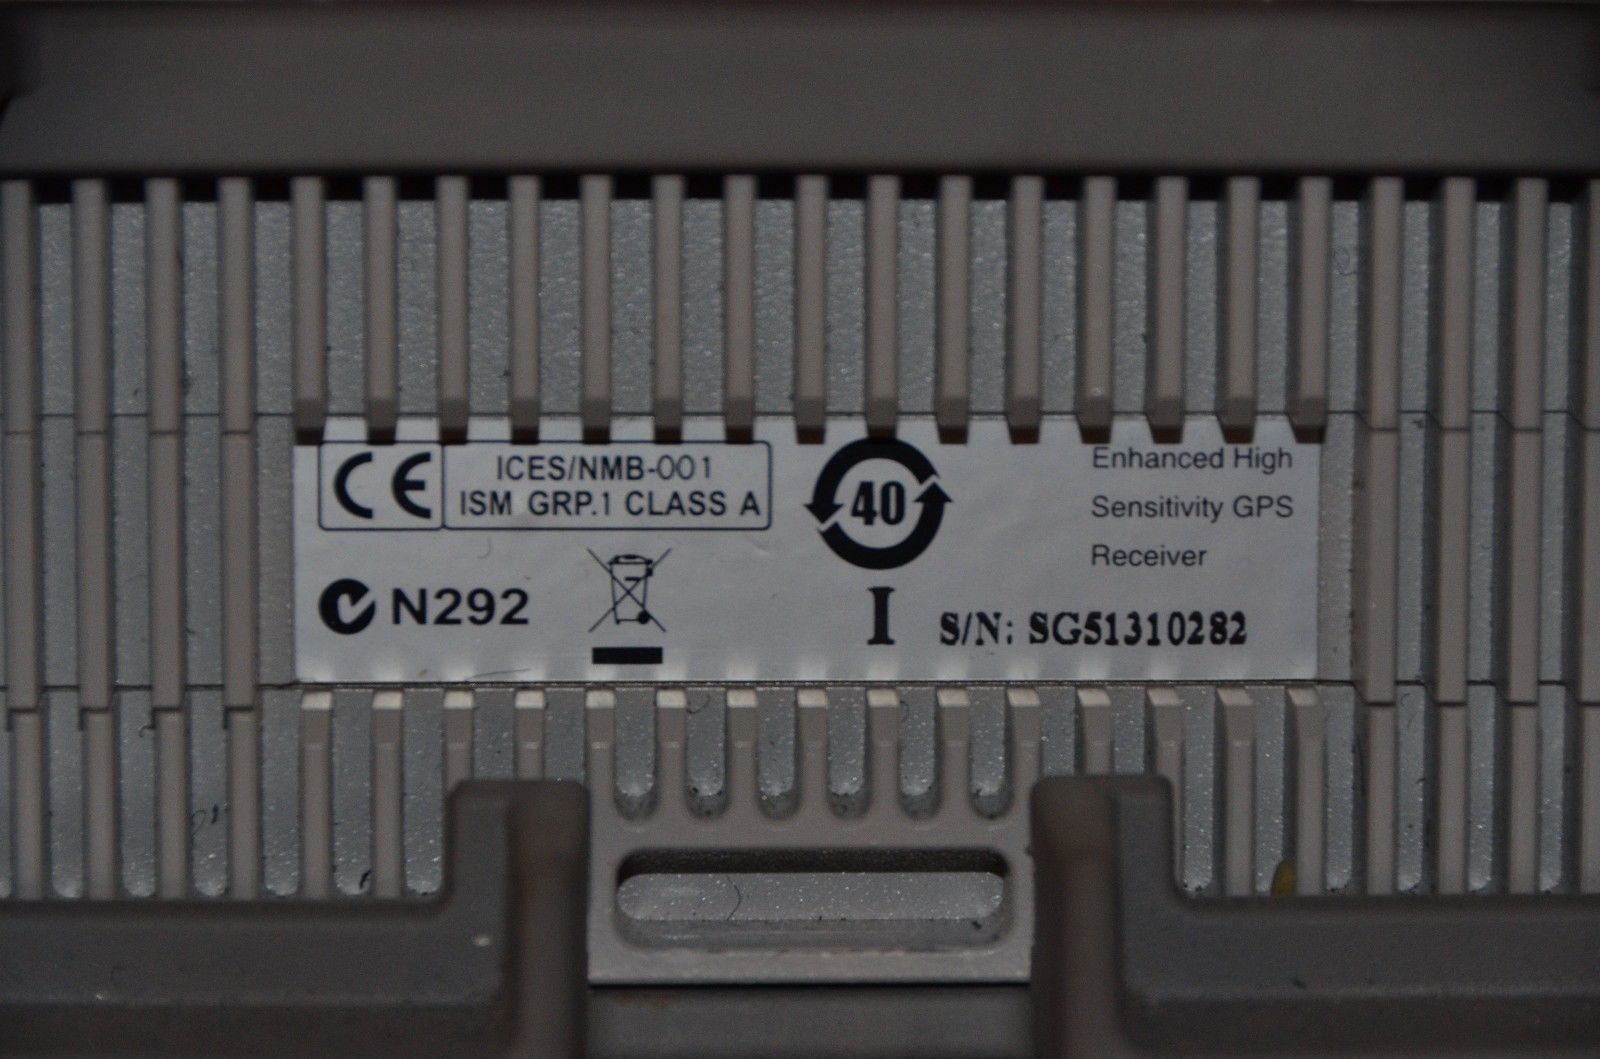 CE
ICES/NMB-001
ISM GRP.1 CLASS A
N292
40
I
Enhanced High
Sensitivity GPS
Receiver
S/N: SG51310282